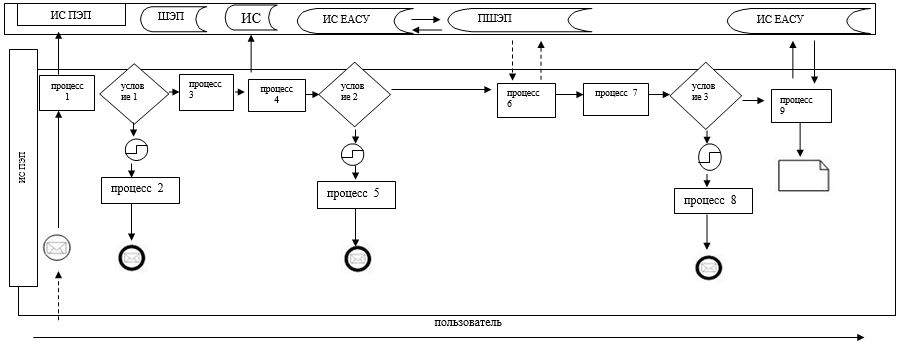 ИС ПЭП
ШЭП
ИС
ИС ЕАСУ
ПШЭП
ИС ЕАСУ
ИС ПЭП
процесс
1
услов
ие 1
процесс
3
процесс
4
услов
ие 2
процесс
6
процесс 7
услов
ие 3
процесс
9
процесс 2
процесс 5
процесс 8
пользователь